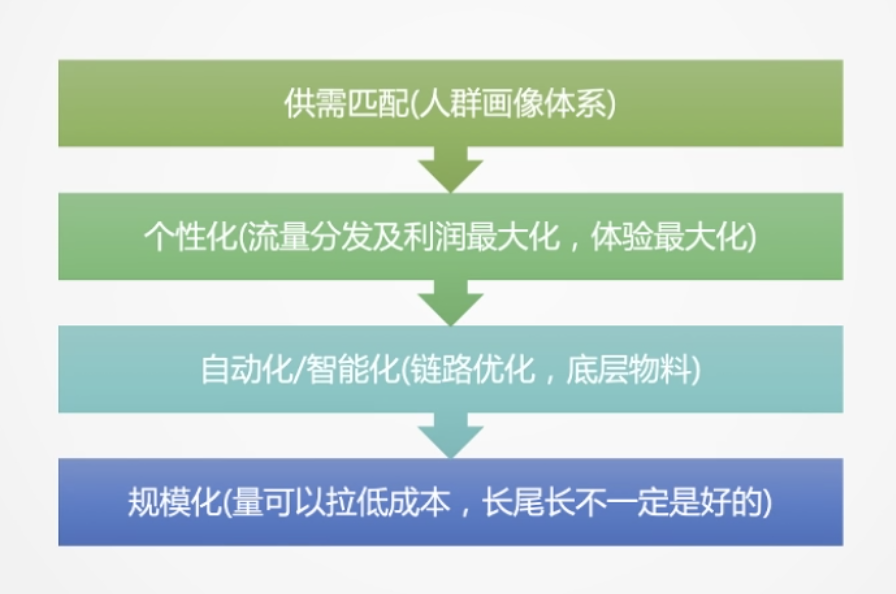 供需匹配(人群画像体系)
个性化(流量分发及利润最大化，体验最大化)
自动化/智能化(链路优化，底层物料)
规模化(量可以拉低成本，长尾长不一定是好的)